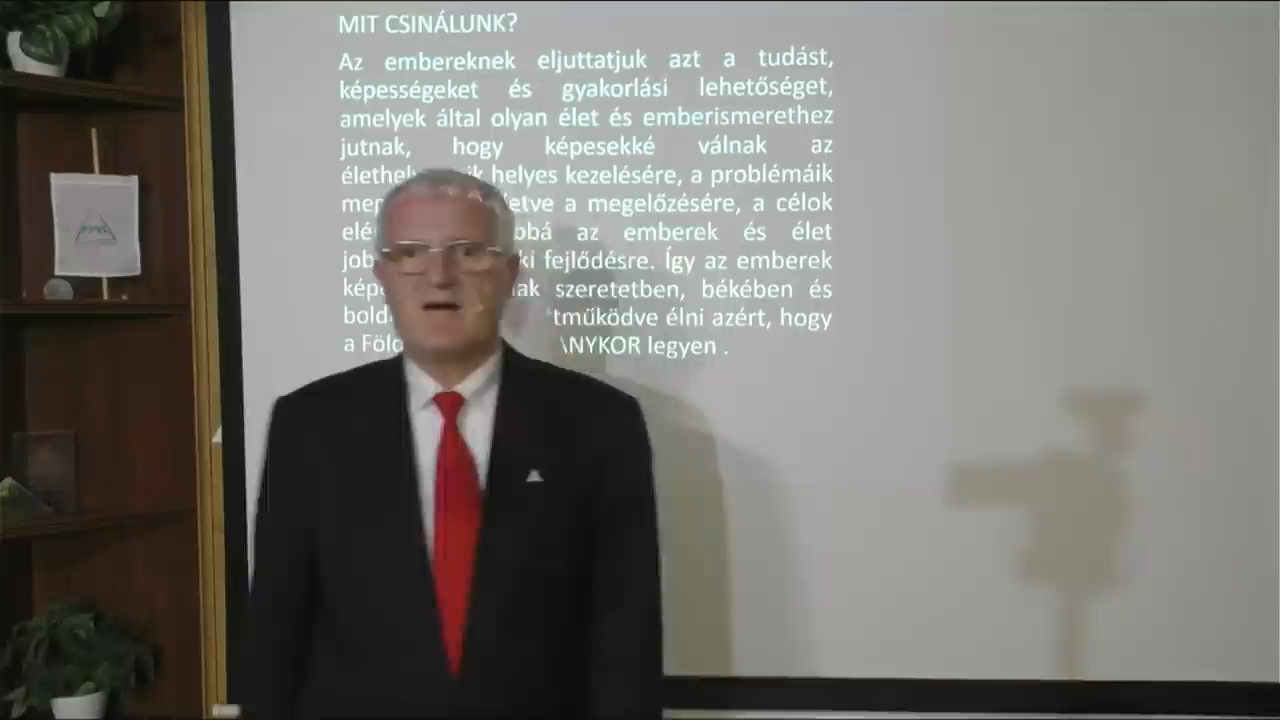 MIT CSINÁLUNK?
Az embereknek eljuttatjuk azt a tudást,
képességeket és gyakorlási lehetőséget,
amelyek által olyan élet és emberismerethez
jutnak, hogy képesekké válnak az
helyes kezelésére, a problémáik
a megelőzésére, a célok
az emberek és élet
fejlődésre. Így az emberek
szeretetben, békében és
élni azért, hogy
a legyen .